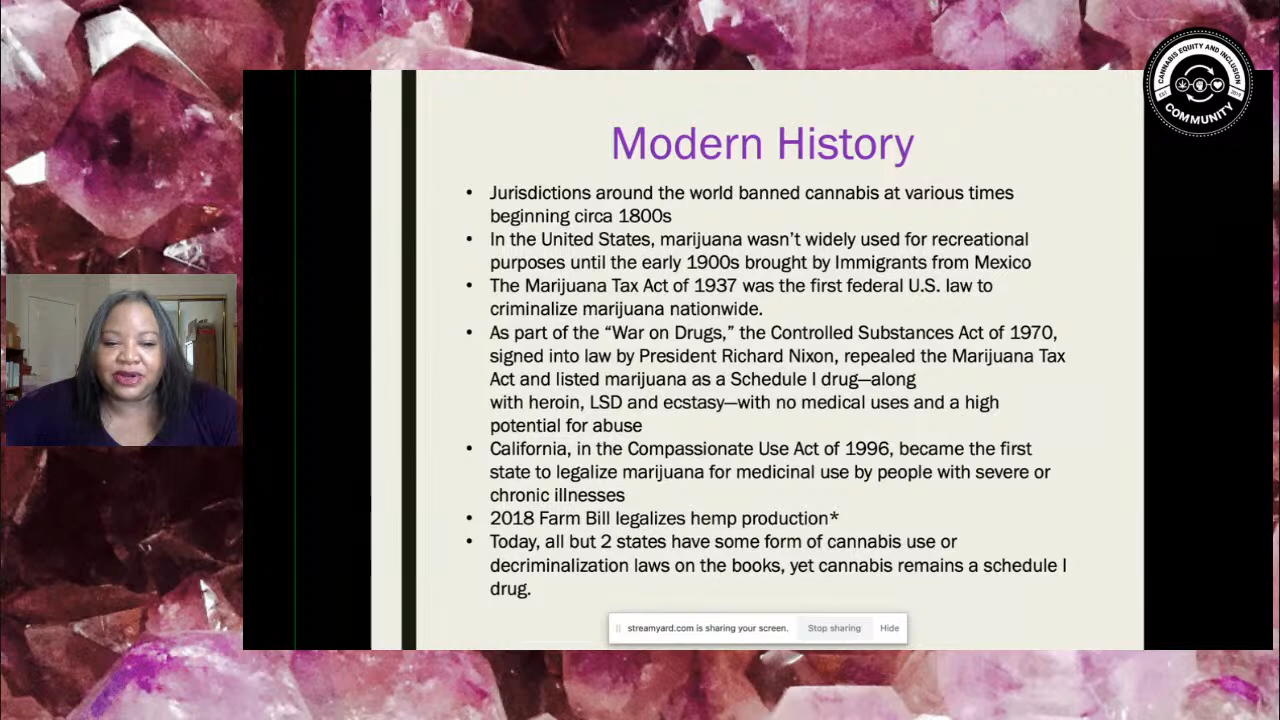 CANNABIS EQUITY AND INCLUSION
EST.
2018
COMMUNITY
Modern History
• Jurisdictions around the world banned cannabis at various times
beginning circa 1800s
• In the United States, marijuana wasn’t widely used for recreational
purposes until the early 1900s brought by Immigrants from Mexico
• The Marijuana Tax Act of 1937 was the first federal U.S. law to
criminalize marijuana nationwide.
• As part of the “War on Drugs,” the Controlled Substances Act of 1970,
signed into law by President Richard Nixon, repealed the Marijuana Tax
Act and listed marijuana as a Schedule I drug—along
with heroin, LSD and ecstasy—with no medical uses and a high
potential for abuse
• California, in the Compassionate Use Act of 1996, became the first
state to legalize marijuana for medicinal use by people with severe or
chronic illnesses
• 2018 Farm Bill legalizes hemp production*
• Today, all but 2 states have some form of cannabis use or
decriminalization laws on the books, yet cannabis remains a schedule I
drug.
streamyard.com is sharing your screen. Stop sharing Hide